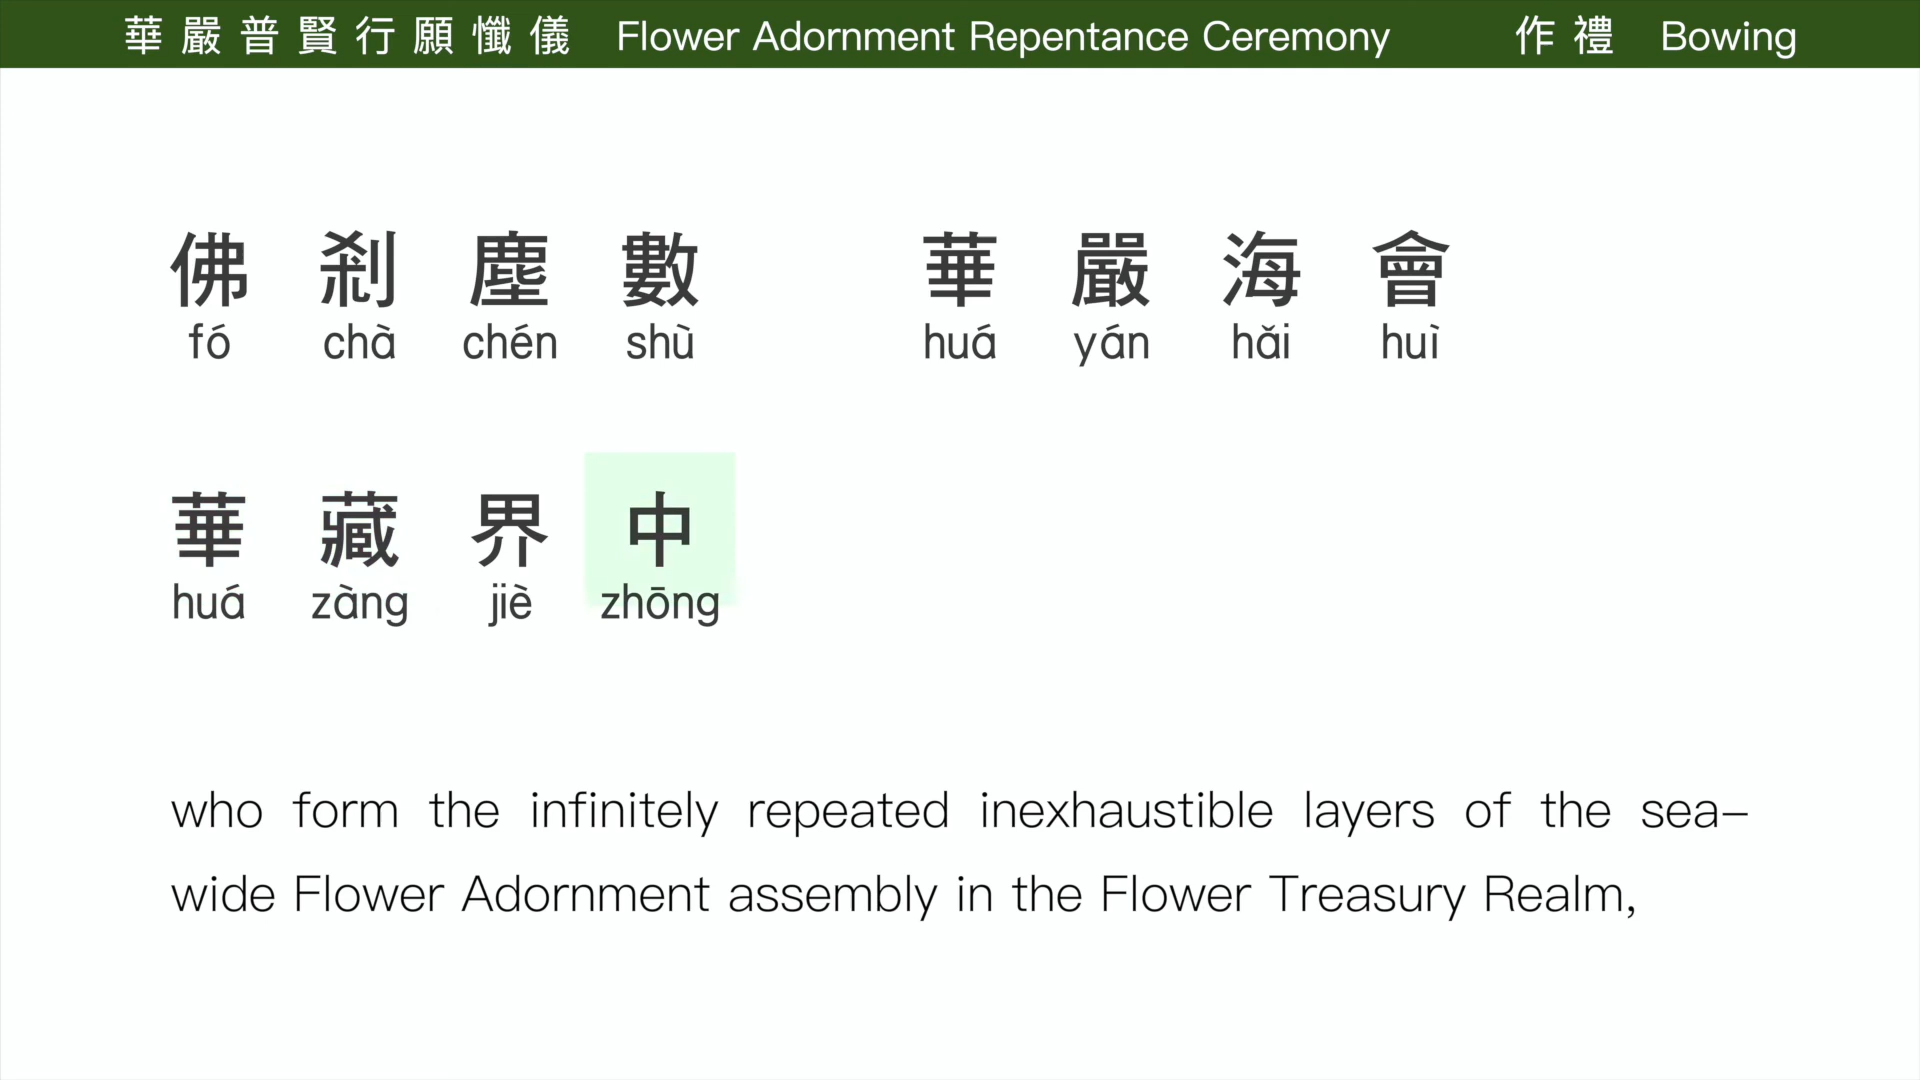 華嚴普賢行願懺儀 Flower Adornment Repentance Ceremony 作禮 Bowing
佛剎塵數 華嚴海會
fó chà chén shù huá yán hǎi huì
華藏界中
huá zàng jiè zhōng
who form the infinitely repeated inexhaustible layers of the sea-
wide Flower Adornment assembly in the Flower Treasury Realm,